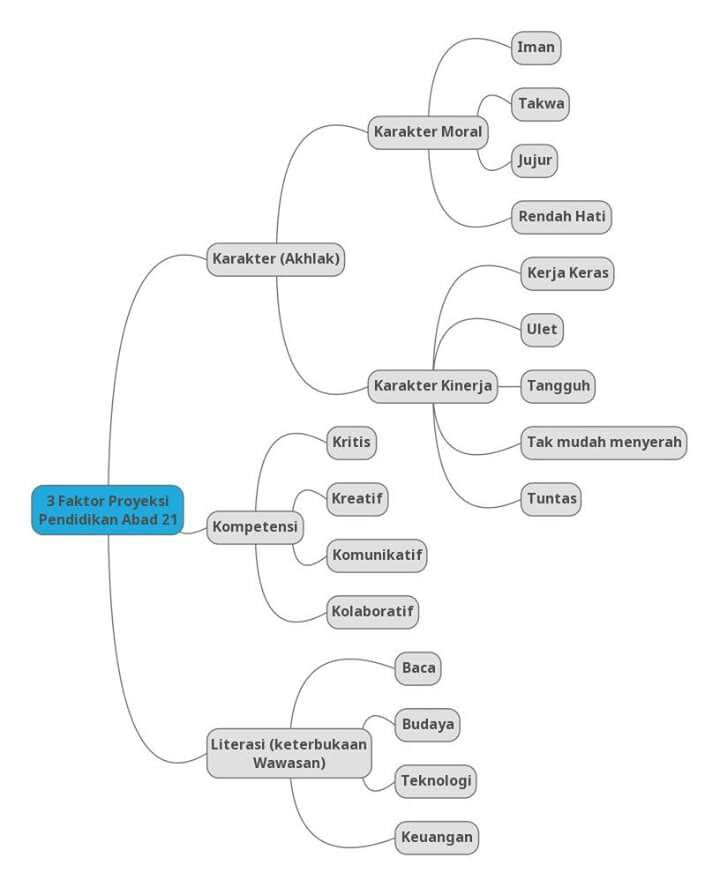 3 Faktor Proyeksi
Pendidikan Abad 21
Karakter (Akhlak)
Karakter Moral
Iman
Takwa
Jujur
Rendah Hati
Karakter Kinerja
Kerja Keras
Ulet
Tangguh
Tak mudah menyerah
Tuntas
Kompetensi
Kritis
Kreatif
Komunikatif
Kolaboratif
Literasi (keterbukaan
Wawasan)
Baca
Budaya
Teknologi
Keuangan